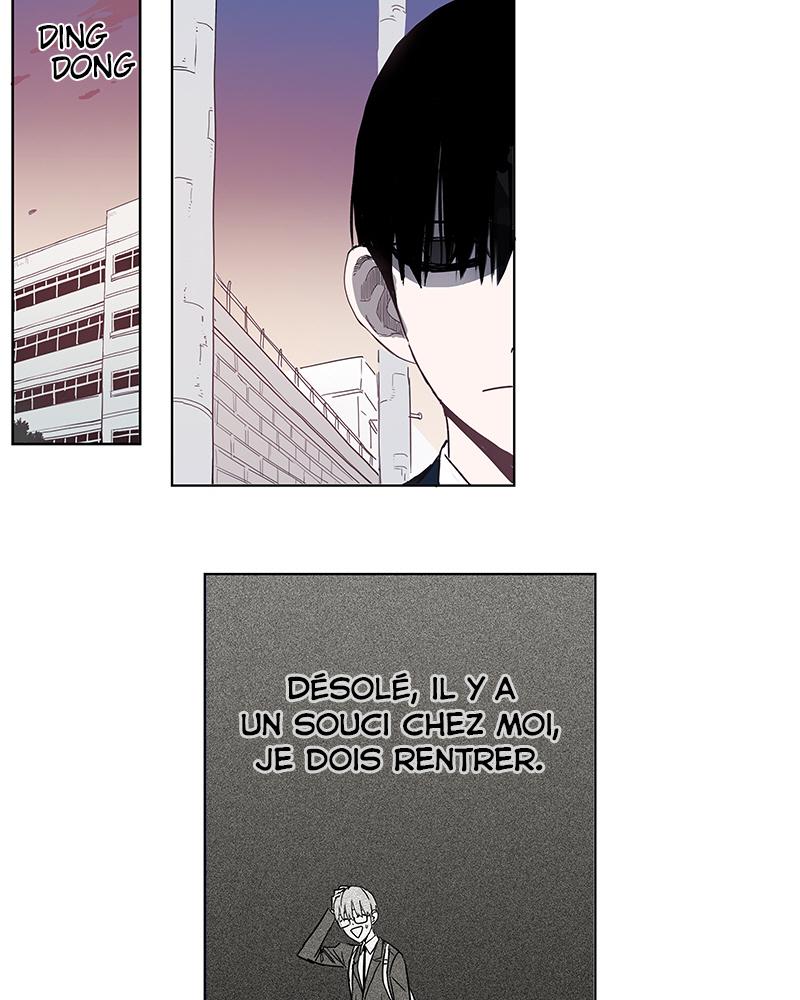 DING
DONG
DÉSOLÉ, IL Y A
UN SOUCI CHEZ MOI,
JE DOIS RENTRER.